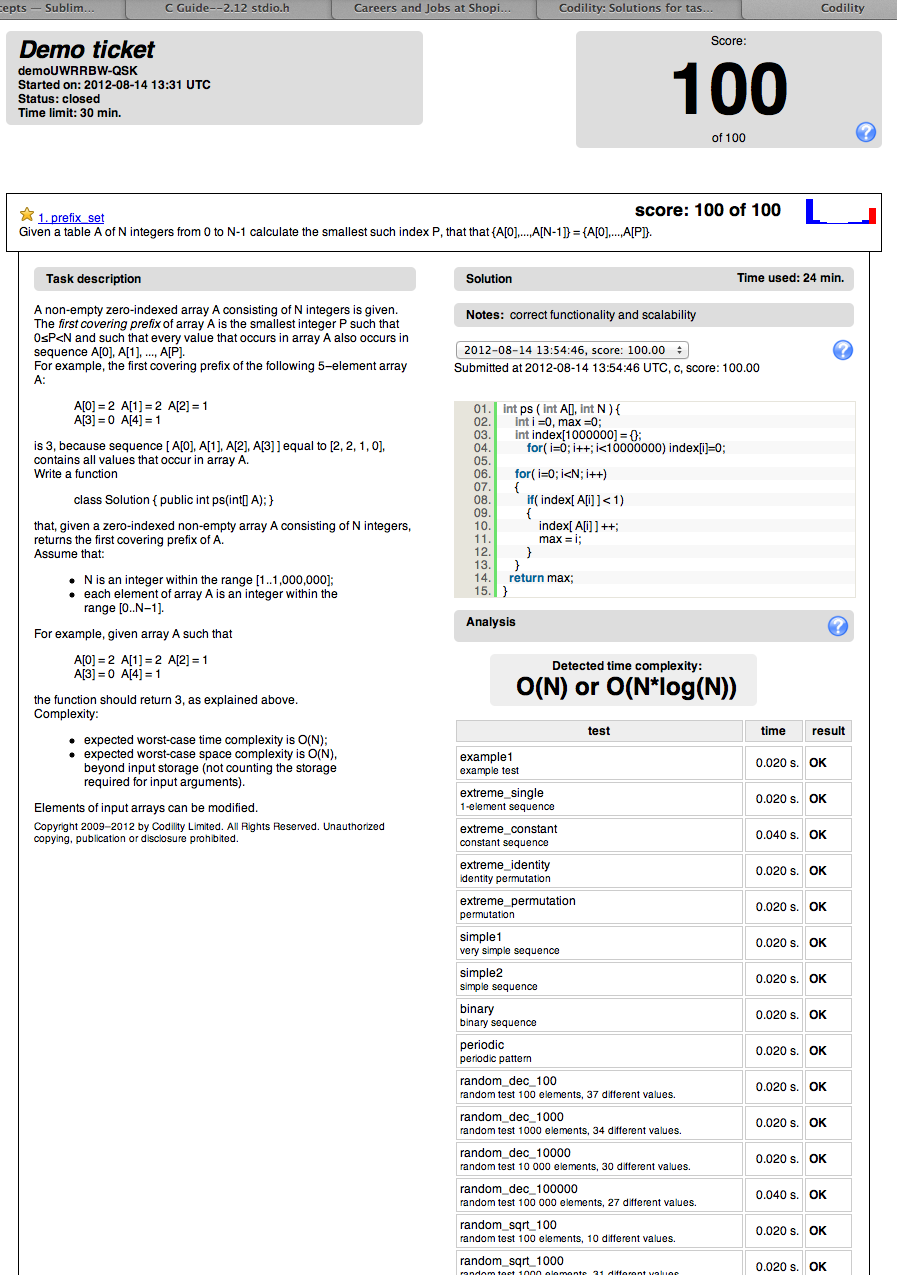 cepts — Sublim...
C Guide--2.12 stdio.h
Careers and Jobs at Shopi...
Codility: Solutions for tas...
Codility
Demo ticket
demoUWRRBW-QSK
Started on: 2012-08-14 13:31 UTC
Status: closed
Time limit: 30 min.
Score:
100
of 100
?
1. prefix_set
score: 100 of 100
Given a table A of N integers from 0 to N-1 calculate the smallest such index P, that that {A[0],...,A[N-1]} = {A[0],...,A[P]}.
Task description
A non-empty zero-indexed array A consisting of N integers is given.
The first covering prefix of array A is the smallest integer P such that
0≤P<N and such that every value that occurs in array A also occurs in
sequence A[0], A[1], ..., A[P].
For example, the first covering prefix of the following 5−element array
A:
A[0] = 2 A[1] = 2 A[2] = 1
A[3] = 0 A[4] = 1
is 3, because sequence [ A[0], A[1], A[2], A[3] ] equal to [2, 2, 1, 0],
contains all values that occur in array A.
Write a function
class Solution { public int ps(int[] A); }
that, given a zero-indexed non-empty array A consisting of N integers,
returns the first covering prefix of A.
Assume that:
• N is an integer within the range [1..1,000,000];
• each element of array A is an integer within the
range [0..N−1].
For example, given array A such that
A[0] = 2 A[1] = 2 A[2] = 1
A[3] = 0 A[4] = 1
the function should return 3, as explained above.
Complexity:
• expected worst-case time complexity is O(N);
• expected worst-case space complexity is O(N),
beyond input storage (not counting the storage
required for input arguments).
Elements of input arrays can be modified.
Copyright 2009–2012 by Codility Limited. All Rights Reserved. Unauthorized
copying, publication or disclosure prohibited.
Solution
Time used: 24 min.
Notes: correct functionality and scalability
2012-08-14 13:54:46, score: 100.00
?
Submitted at 2012-08-14 13:54:46 UTC, c, score: 100.00
01. int ps ( int A[], int N ) {
02. int i =0, max =0;
03. int index[1000000] = {};
04. for( i=0; i++; i<10000000) index[i]=0;
05.
06. for( i=0; i<N; i++)
07. {
08. if( index[ A[i] ] < 1)
09. {
10. index[ A[i] ] ++;
11. max = i;
12. }
13. }
14. return max;
15. }
Analysis
?
Detected time complexity:
O(N) or O(N*log(N))
test time result
example1
example test
0.020 s. OK
extreme_single
1-element sequence
0.020 s. OK
extreme_constant
constant sequence
0.040 s. OK
extreme_identity
identity permutation
0.020 s. OK
extreme_permutation
permutation
0.020 s. OK
simple1
very simple sequence
0.020 s. OK
simple2
simple sequence
0.020 s. OK
binary
binary sequence
0.020 s. OK
periodic
periodic pattern
0.020 s. OK
random_dec_100
random test 100 elements, 37 different values.
0.020 s. OK
random_dec_1000
random test 1000 elements, 34 different values.
0.020 s. OK
random_dec_10000
random test 10 000 elements, 30 different values.
0.020 s. OK
random_dec_100000
random test 100 000 elements, 27 different values.
0.040 s. OK
random_sqrt_100
random test 100 elements, 10 different values.
0.020 s. OK
random_sqrt_1000
random test 1000 elements, 31 different values.
0.020 s. OK